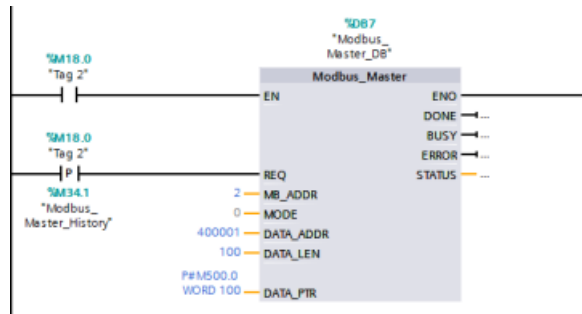 %DB7
"Modbus_
Master_DB"
%M18.0
"Tag 2"
Modbus_Master
EN
ENO
DONE
...
BUSY
...
%M18.0
"Tag 2"
ERROR
...
P
REQ
STATUS
...
%M34.1
"Modbus_
Master_History"
2
MB_ADDR
0
MODE
400001
DATA_ADDR
100
DATA_LEN
P#M500.0
WORD 100
DATA_PTR